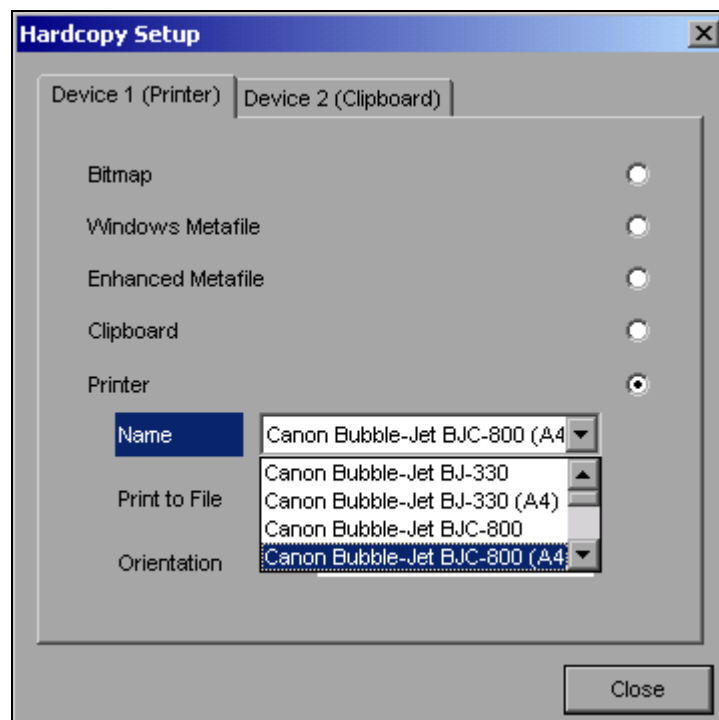 Hardcopy Setup
Device 1 (Printer) Device 2 (Clipboard)
Bitmap
Windows Metafile
Enhanced Metafile
Clipboard
Printer
Name Canon Bubble-Jet BJC-800 (A4
Canon Bubble-Jet BJ-330
Print to File Canon Bubble-Jet BJ-330 (A4)
Canon Bubble-Jet BJC-800
Orientation Canon Bubble-Jet BJC-800 (A4
Close